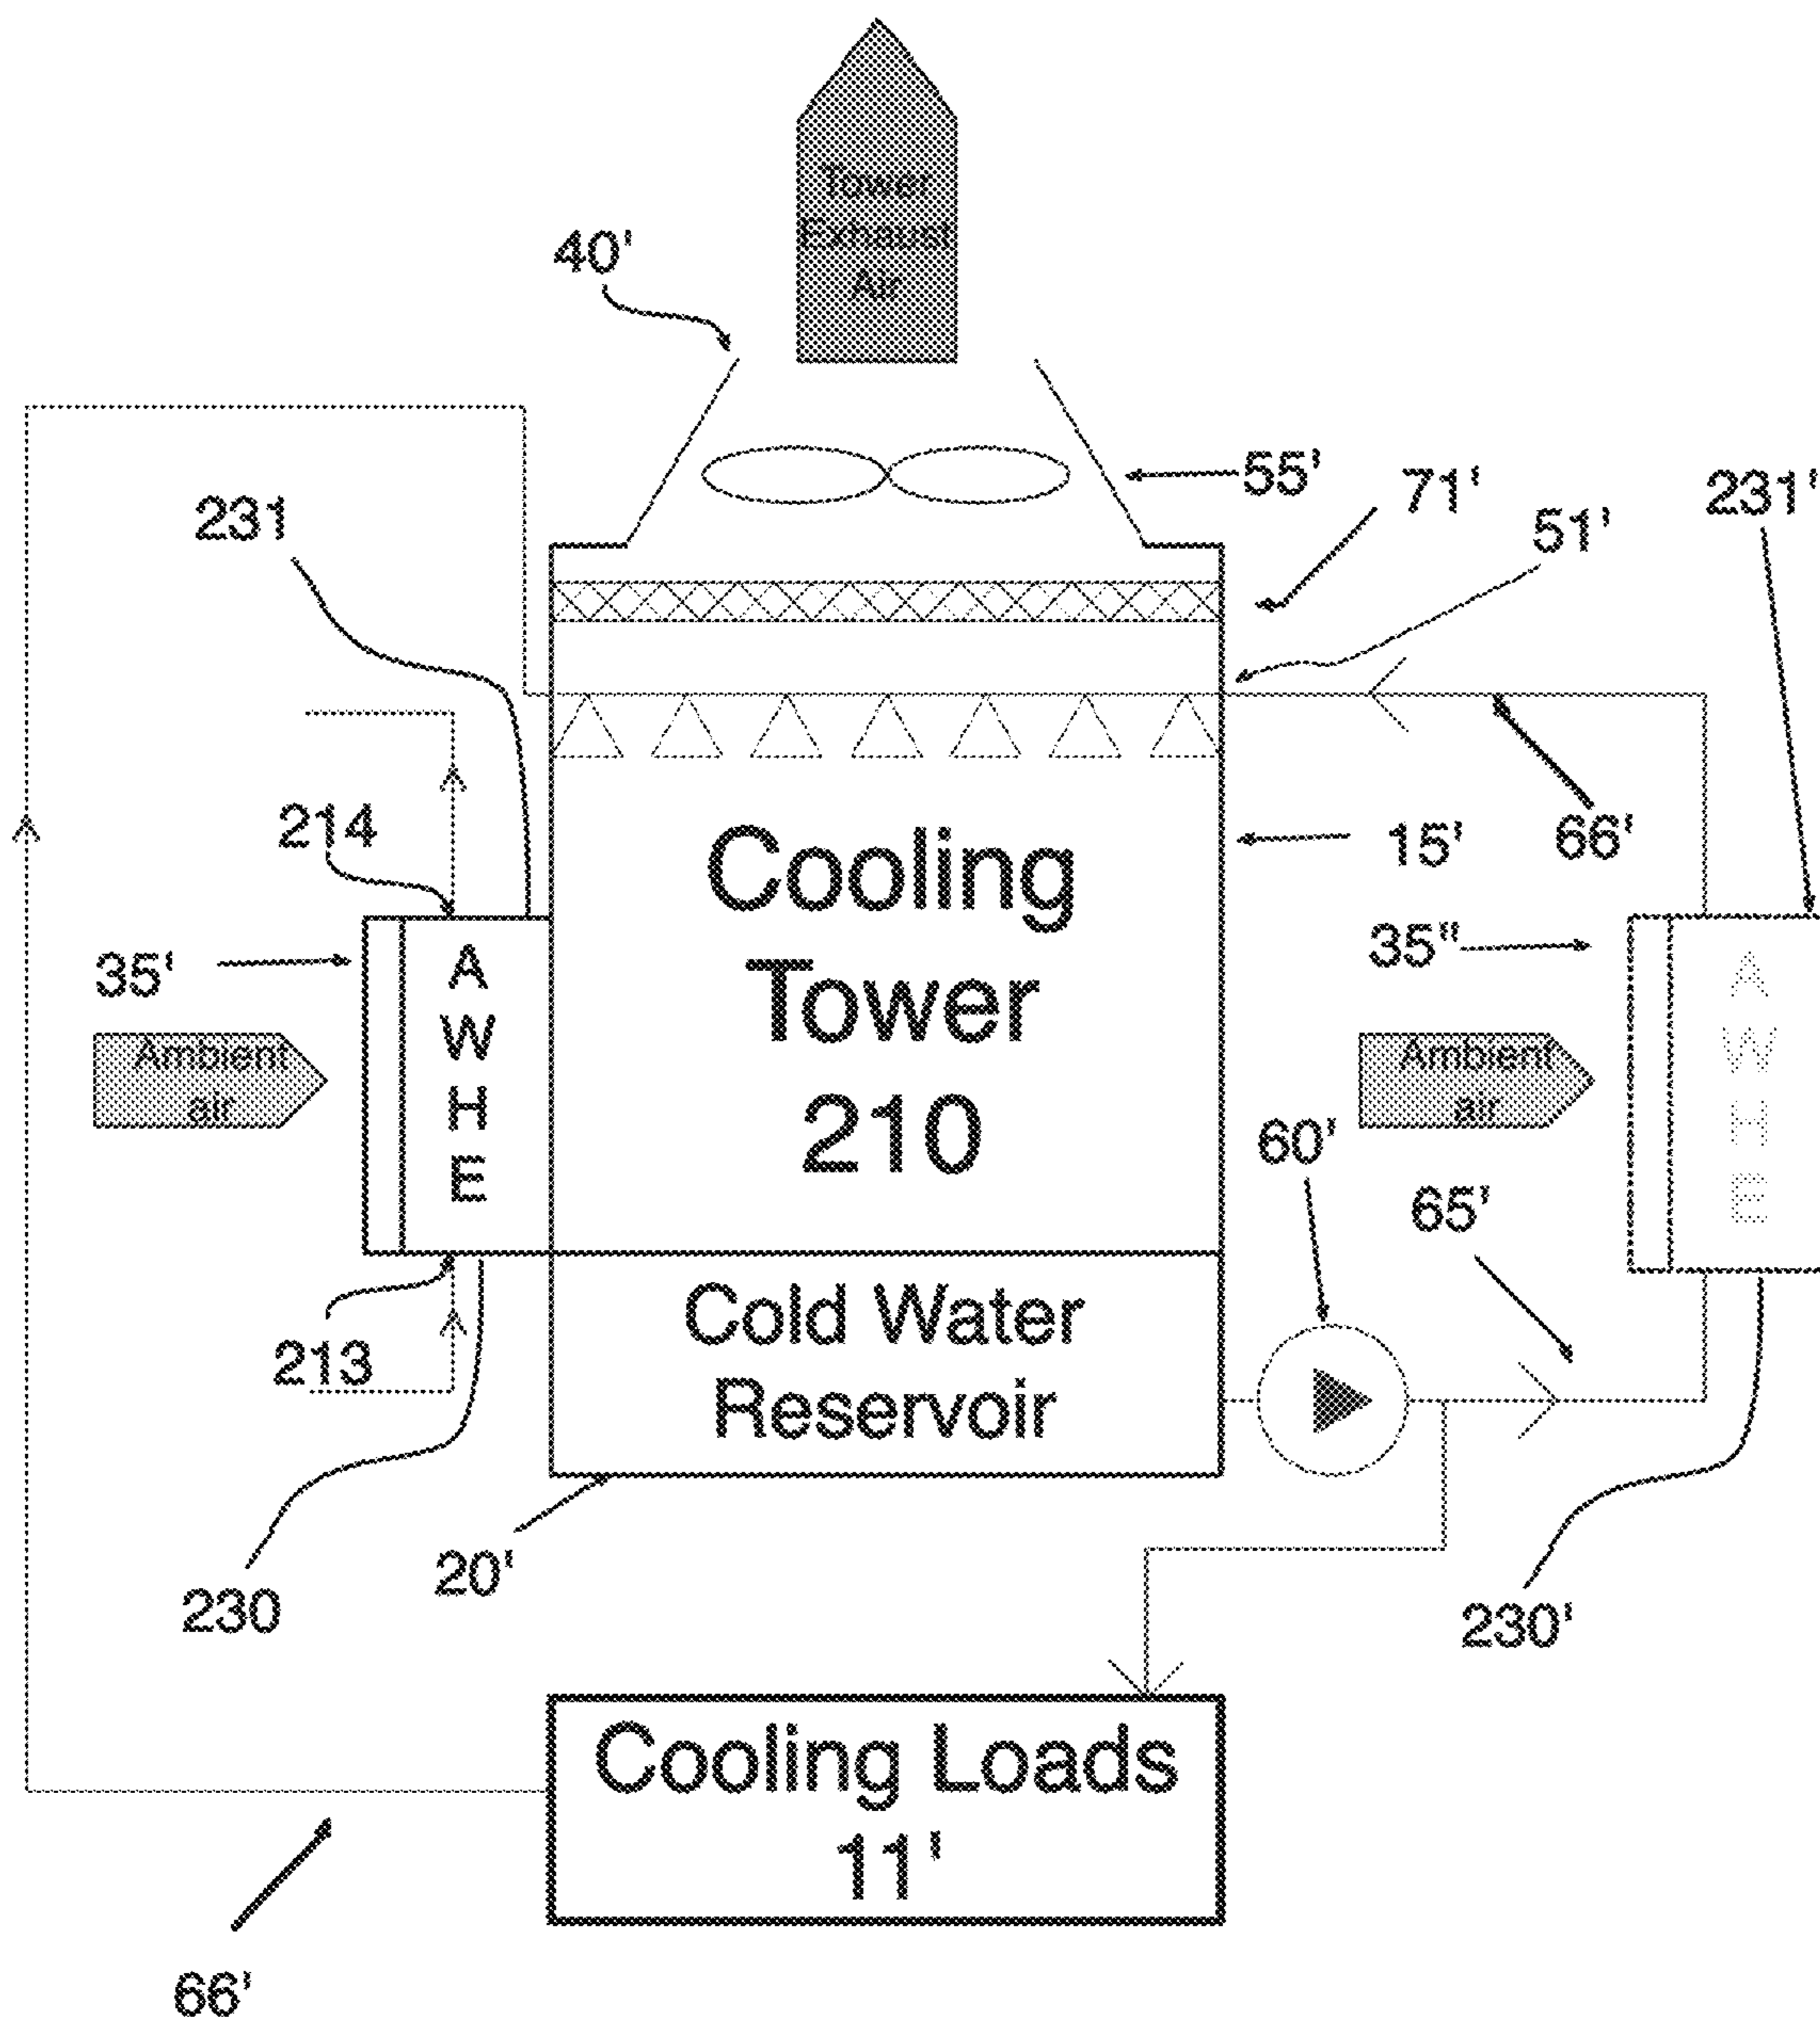 Tower
Exhaust
Air
40'
55'
71'
231'
231
51'
214
15'
66'
Cooling
Tower
210
35'
35"
A
W
H
E
A
W
H
E
Ambient
air
Ambient
air
60'
65'
213
Cold Water
Reservoir
230
20'
230'
Cooling Loads
11'
66'